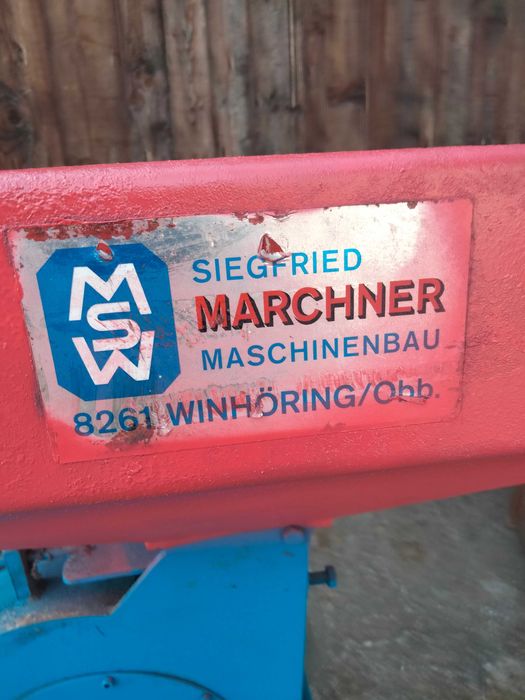 MSW
SIEGFRIED
MARCHNER
MASCHINENBAU
8261 WINHÖRING/Obb.